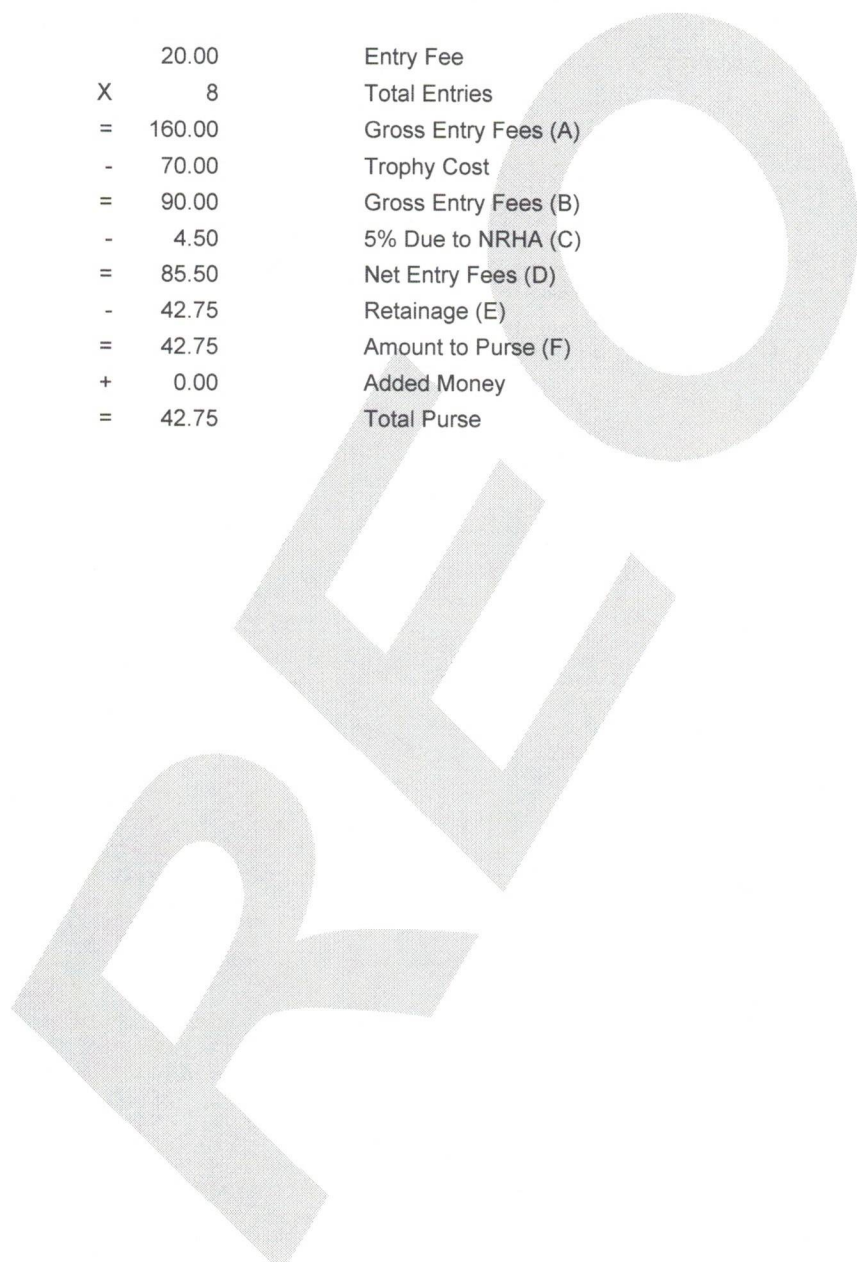 20.00 Entry Fee
X 8 Total Entries
= 160.00 Gross Entry Fees (A)
- 70.00 Trophy Cost
= 90.00 Gross Entry Fees (B)
- 4.50 5% Due to NRHA (C)
= 85.50 Net Entry Fees (D)
- 42.75 Retainage (E)
= 42.75 Amount to Purse (F)
+ 0.00 Added Money
= 42.75 Total Purse
REO